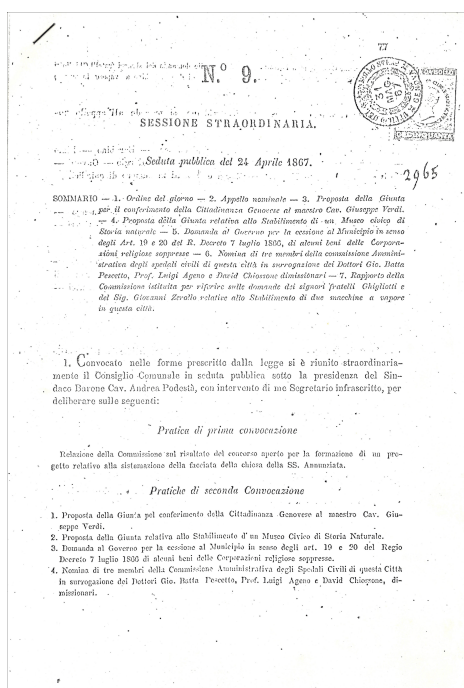 77
N.º 9.
SESSIONE STRAORDINARIA.
Seduta pubblica del 24 Aprile 1867.
2965
SOMMARIO — 1. Ordine del giorno — 2. Appello nominale — 3. Proposta della Giunta
per il conferimento della Cittadinanza Genovese al maestro Cav. Giuseppe Verdi.
— 4. Proposta della Giunta relativa allo Stabilimento di un Museo civico di
Storia naturale — 5. Domanda al Governo per la cessione al Municipio in senso
degli Art. 19 e 20 del R. Decreto 7 luglio 1866, di alcuni beni delle Corpora-
zioni religiose soppresse — 6. Nomina di tre membri della commissione Ammini-
strativa degli spedali civili di questa città in surrogazione dei Dottori Gio. Batta
Pescetto, Prof. Luigi Ageno e David Chiossone dimissionari — 7. Rapporto della
Commissione istituita per riferire sulle domande dei signori fratelli Ghigliotti e
del Sig. Giovanni Zerollo relative allo Stabilimento di due macchine a vapore
in questa città.
1. Convocato nelle forme prescritte dalla legge si è riunito straordinaria-
mente il Consiglio Comunale in seduta pubblica sotto la presidenza del Sin-
daco Barone Cav. Andrea Podestà, con intervento di me Segretario infrascritto, per
deliberare sulle seguenti:
Pratica di prima convocazione
Relazione della Commissione sul risultato del concorso aperto per la formazione di un pro-
getto relativo alla sistemazione della facciata della chiesa della SS. Annunziata.
Pratiche di seconda Convocazione
1. Proposta della Giunta pel conferimento della Cittadinanza Genovese al maestro Cav. Giu-
seppe Verdi.
2. Proposta della Giunta relativa allo Stabilimento d'un Museo Civico di Storia Naturale.
3. Domanda al Governo per la cessione al Municipio in senso degli art. 19 e 20 del Regio
Decreto 7 luglio 1866 di alcuni beni delle Corporazioni religiose soppresse.
4. Nomina di tre membri della Commissione Amministrativa degli Spedali Civili di questa Città
in surrogazione dei Dottori Gio. Batta Pescetto, Prof. Luigi Ageno e David Chiossone, di-
missionari.